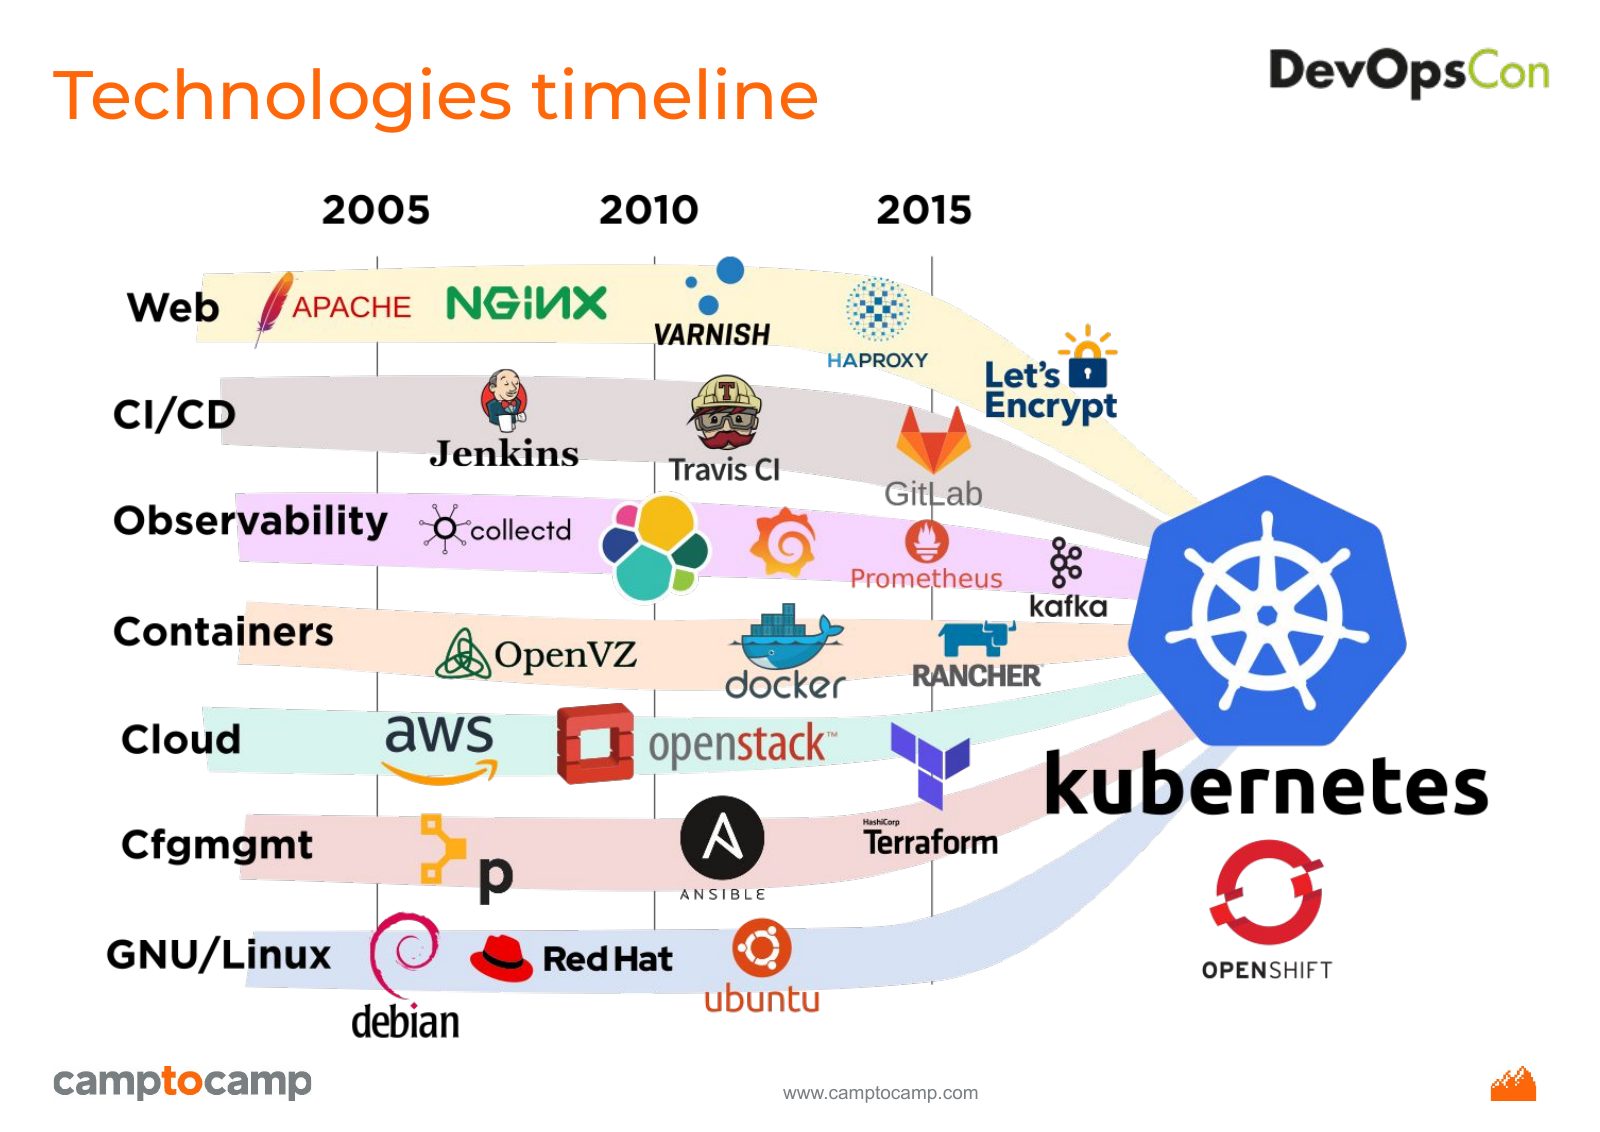 Technologies timeline
DevOpsCon
2005 2010 2015
Web
APACHE
NGiNX
VARNISH
HAPROXY
Let's
Encrypt
CI/CD
Jenkins
T
Travis CI
GitLab
Observability
collectd
Prometheus
kafka
Containers
OpenVZ
docker
RANCHER
Cloud
aws
openstack™
kubernetes
Cfgmgmt
p
A
ANSIBLE
HashiCorp
Terraform
GNU/Linux
debian
Red Hat
ubuntu
OPENSHIFT
camptocamp
www.camptocamp.com